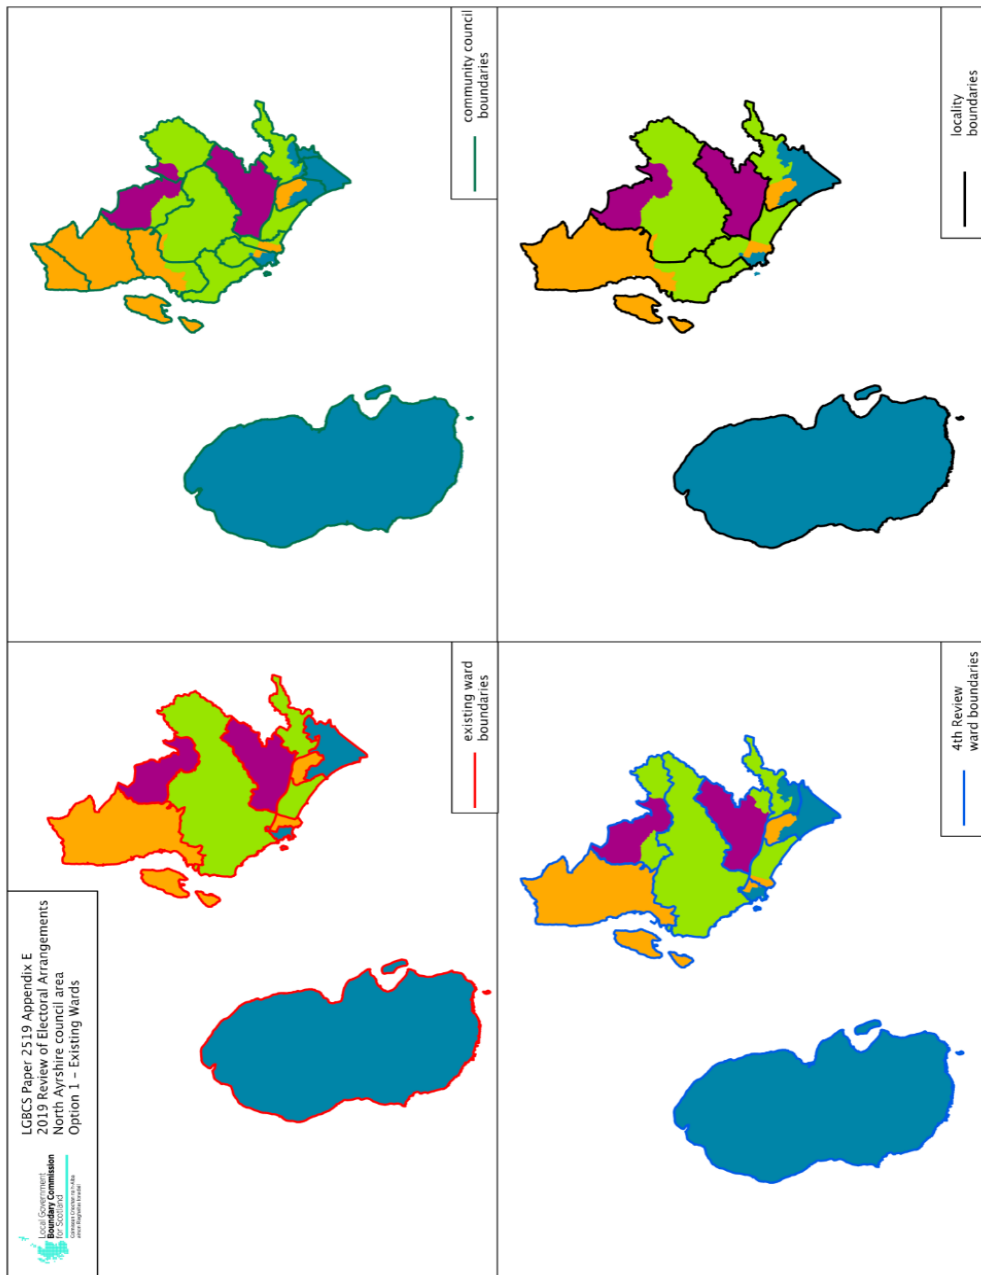 Local Government
Boundary Commission
for Scotland
LGBCS Paper 2519 Appendix E
2019 Review of Electoral Arrangements
North Ayrshire council area
Option 1 – Existing Wards
existing ward
boundaries
community council
boundaries
4th Review
ward boundaries
locality
boundaries